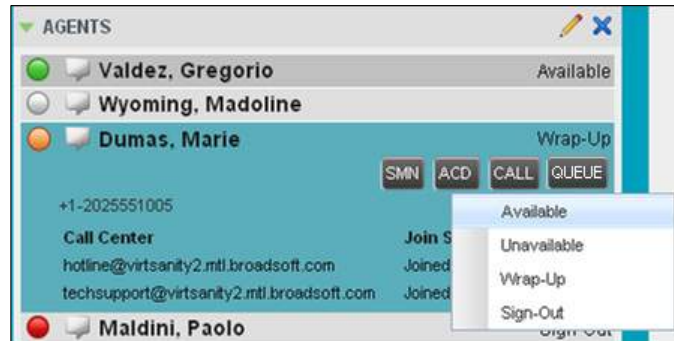 AGENTS
Valdez, Gregorio Available
Wyoming, Madoline
Dumas, Marie Wrap-Up
SMN ACD CALL QUEUE
+1-2025551005
Available
Call Center Join S
Unavailable
hotline@virtsanity2.mtl.broadsoft.com Joined
Wrap-Up
techsupport@virtsanity2.mtl.broadsoft.com Joined
Sign-Out
Maldini, Paolo Sign-Out